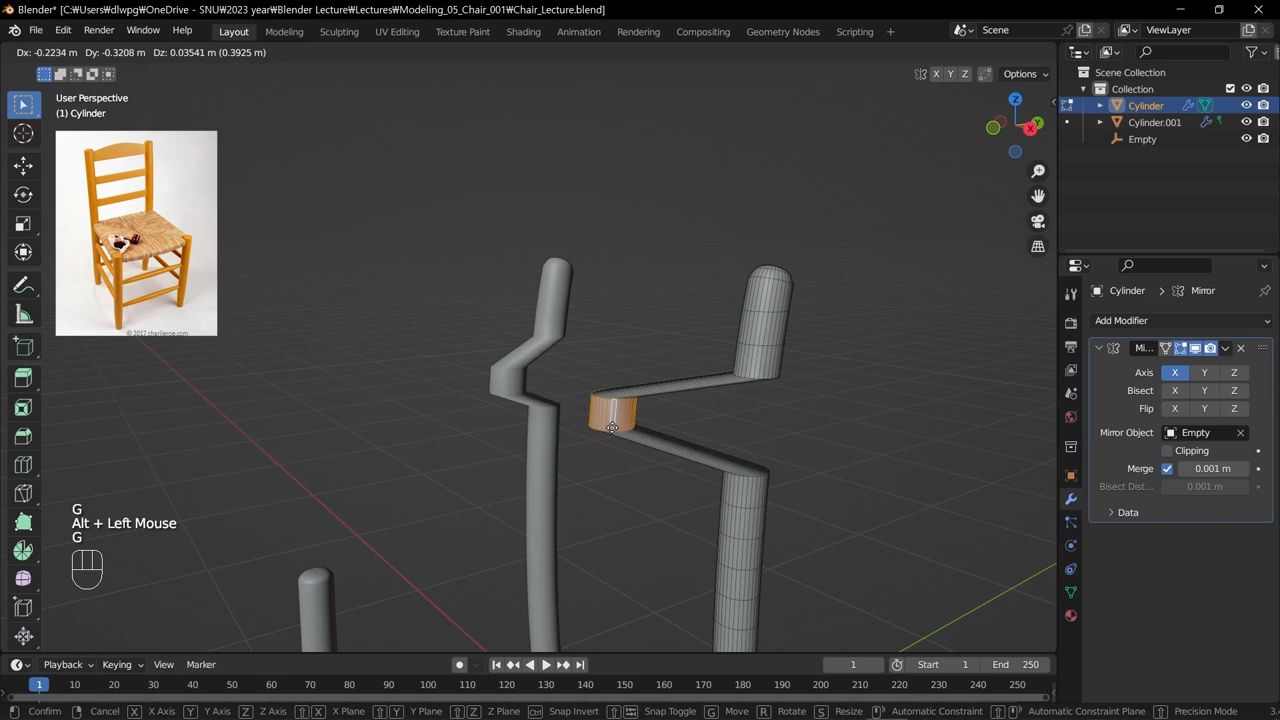 Blender* [C:₩Users₩dlwpg₩OneDrive - SNU₩2023 year₩Blender Lecture₩Lectures₩Modeling_05_Chair_001₩Chair_Lecture.blend]
File Edit Render Window Help Layout Modeling Sculpting UV Editing Texture Paint Shading Animation Rendering Compositing Geometry Nodes Scripting + Scene ViewLayer
Dx: -0.2234 m Dy: -0.3208 m Dz: 0.03541 m (0.3925 m)
X Y Z Options
Scene Collection
Collection
Cylinder
Cylinder.001
Empty
User Perspective
(1) Cylinder
Z
Y
X
© 2017 charlieroe.com
Cylinder > Mirror
Add Modifier
Mi...
Axis X Y Z
Bisect X Y Z
Flip X Y Z
Mirror Object Empty
Clipping
Merge 0.001 m
Bisect Dist... 0.001 m
Data
G
Alt + Left Mouse
G
Playback Keying View Marker 1 Start 1 End 250
1 10 20 30 40 50 60 70 80 90 100 110 120 130 140 150 160 170 180 190 200 210 220 230 240 250
Confirm Cancel X X Axis Y Y Axis Z Z Axis X X Plane Y Y Plane Z Z Plane Ctrl Snap Invert Snap Toggle G Move R Rotate S Resize Automatic Constraint Automatic Constraint Plane Precision Mode 3.